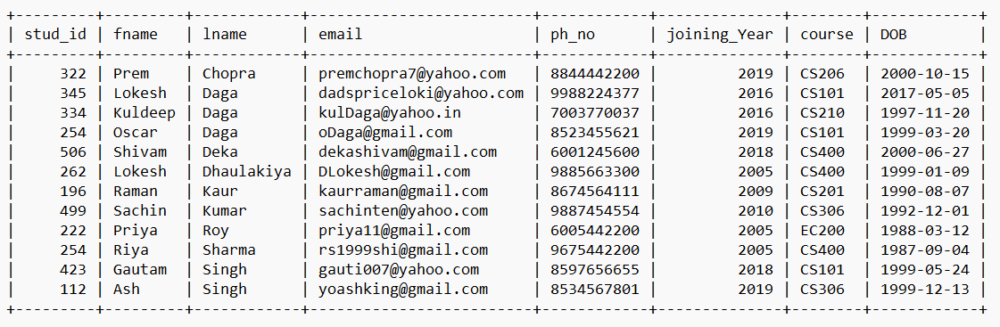 +---------+---------+------------+-------------------------+------------+--------------+--------+------------+
| stud_id | fname   | lname      | email                   | ph_no      | joining_Year | course | DOB        |
+---------+---------+------------+-------------------------+------------+--------------+--------+------------+
|     322 | Prem    | Chopra     | premchopra7@yahoo.com   | 8844442200 |         2019 | CS206  | 2000-10-15 |
|     345 | Lokesh  | Daga       | dadspriceloki@yahoo.com | 9988224377 |         2016 | CS101  | 2017-05-05 |
|     334 | Kuldeep | Daga       | kulDaga@yahoo.in        | 7003770037 |         2016 | CS210  | 1997-11-20 |
|     254 | Oscar   | Daga       | oDaga@gmail.com         | 8523455621 |         2019 | CS101  | 1999-03-20 |
|     506 | Shivam  | Deka       | dekashivam@gmail.com    | 6001245600 |         2018 | CS400  | 2000-06-27 |
|     262 | Lokesh  | Dhaulakiya | DLokesh@gmail.com       | 9885663300 |         2005 | CS400  | 1999-01-09 |
|     196 | Raman   | Kaur       | kaurraman@gmail.com     | 8674564111 |         2009 | CS201  | 1990-08-07 |
|     499 | Sachin  | Kumar      | sachinten@yahoo.com     | 9887454554 |         2010 | CS306  | 1992-12-01 |
|     222 | Priya   | Roy        | priya11@gmail.com       | 6005442200 |         2005 | EC200  | 1988-03-12 |
|     254 | Riya    | Sharma     | rs1999shi@gmail.com     | 9675442200 |         2005 | CS400  | 1987-09-04 |
|     423 | Gautam  | Singh      | gauti007@yahoo.com      | 8597656655 |         2018 | CS101  | 1999-05-24 |
|     112 | Ash     | Singh      | yoashking@gmail.com     | 8534567801 |         2019 | CS306  | 1999-12-13 |
+---------+---------+------------+-------------------------+------------+--------------+--------+------------+